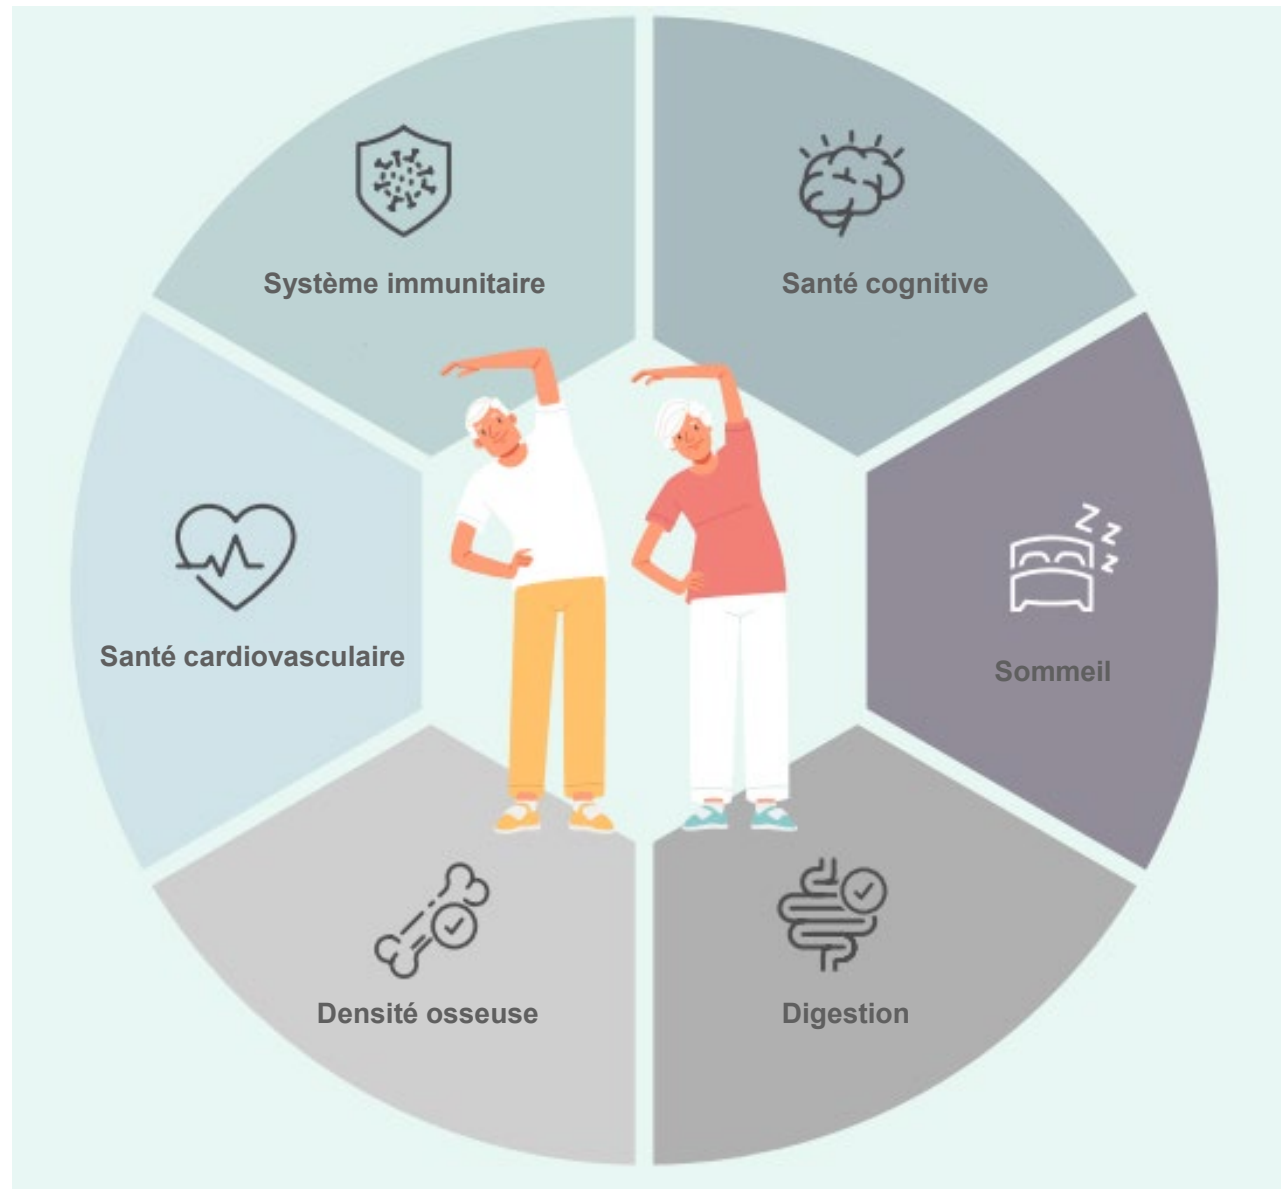 Système immunitaire
Santé cognitive
Santé cardiovasculaire
Sommeil
Densité osseuse
Digestion